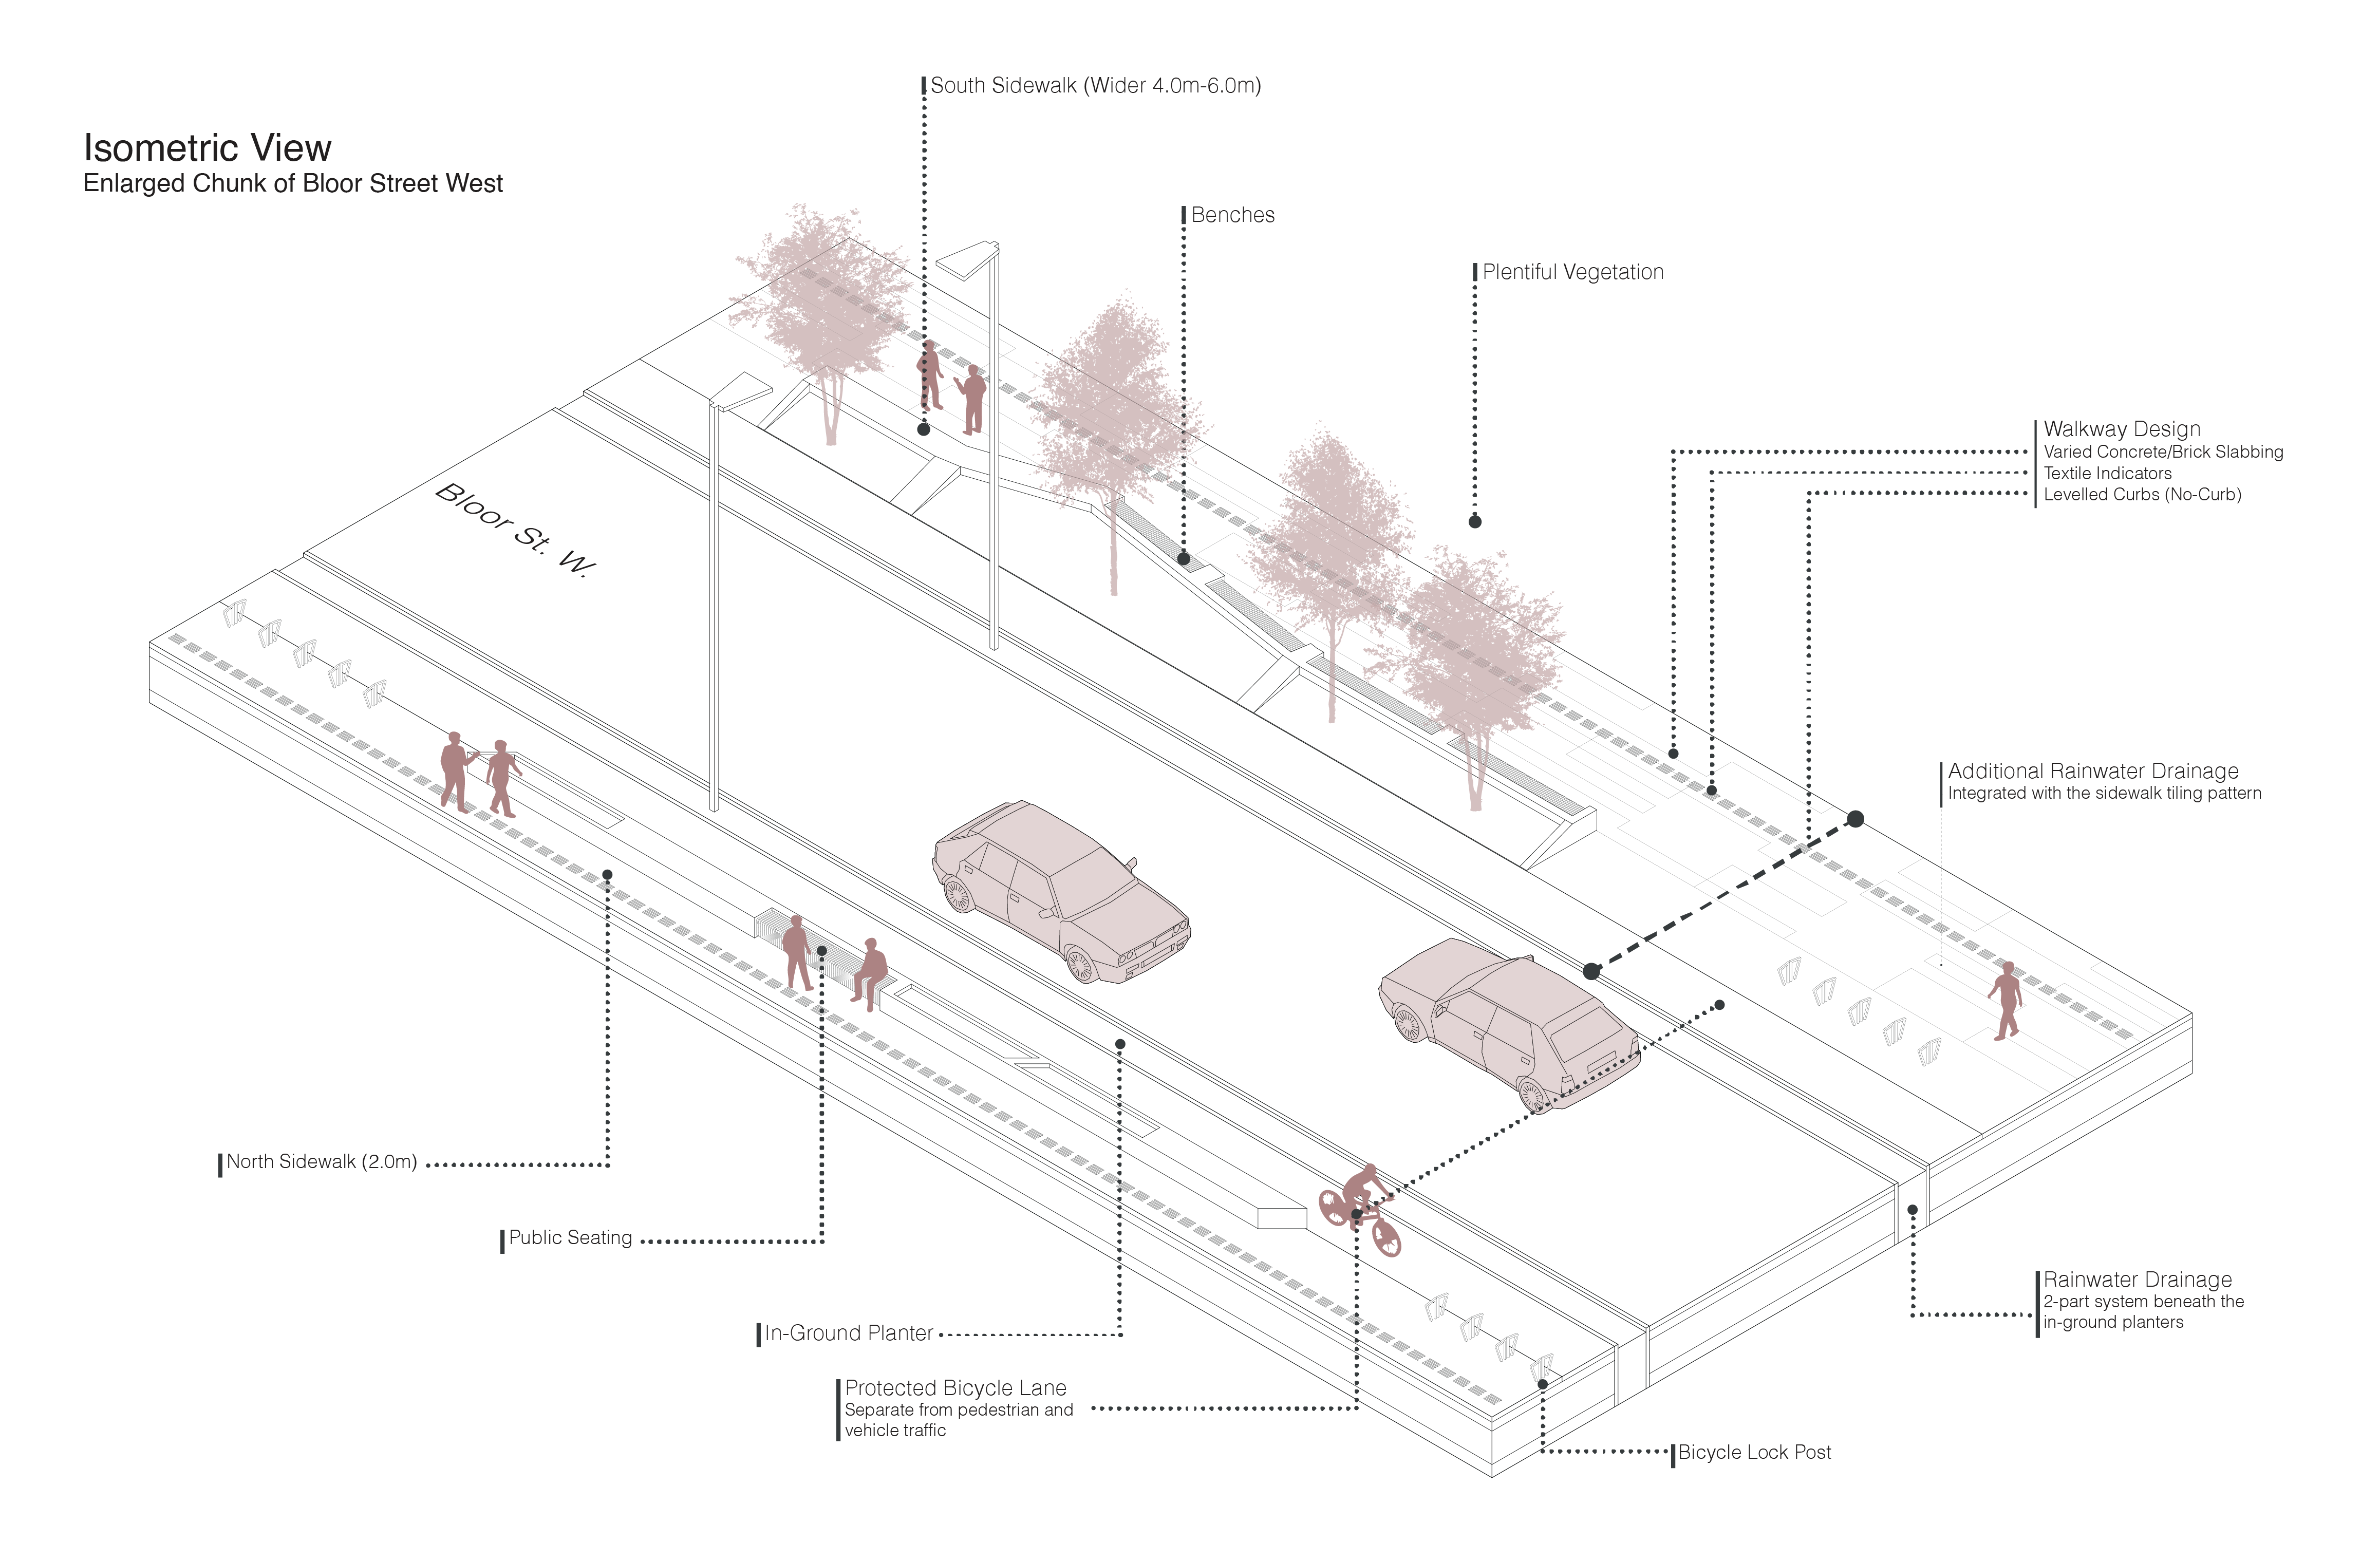 Isometric View
Enlarged Chunk of Bloor Street West
South Sidewalk (Wider 4.0m-6.0m)
Benches
Plentiful Vegetation
Walkway Design
Varied Concrete/Brick Slabbing
Textile Indicators
Levelled Curbs (No-Curb)
Bloor St. W.
Additional Rainwater Drainage
Integrated with the sidewalk tiling pattern
North Sidewalk (2.0m)
Public Seating
In-Ground Planter
Protected Bicycle Lane
Separate from pedestrian and
vehicle traffic
Rainwater Drainage
2-part system beneath the
in-ground planters
Bicycle Lock Post